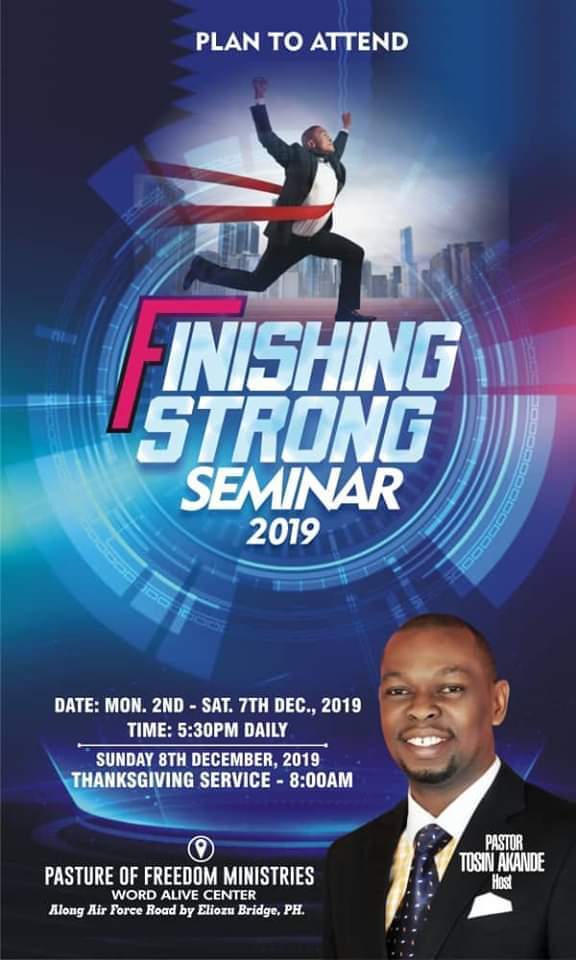 PLAN TO ATTEND
FINISHING
STRONG
SEMINAR
2019
DATE: MON. 2ND - SAT. 7TH DEC., 2019
TIME: 5:30PM DAILY
SUNDAY 8TH DECEMBER, 2019
THANKSGIVING SERVICE - 8:00AM
PASTURE OF FREEDOM MINISTRIES
WORD ALIVE CENTER
Along Air Force Road by Eliozu Bridge, PH.
PASTOR
TOSIN AKANDE
Host